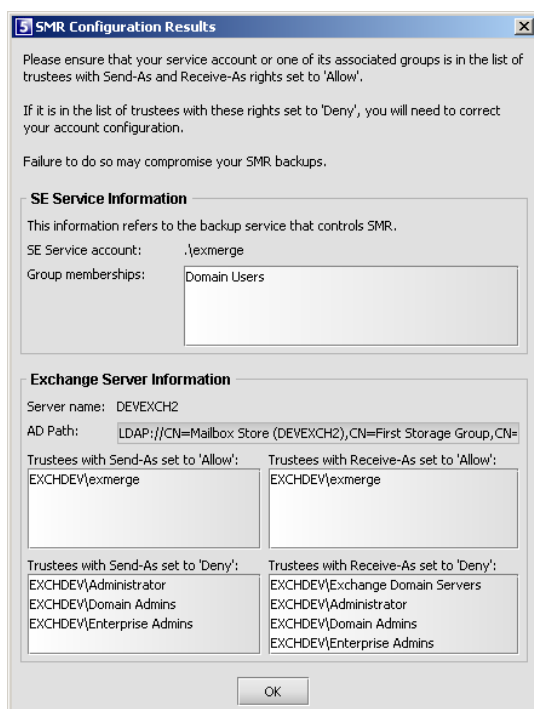 SMR Configuration Results
Please ensure that your service account or one of its associated groups is in the list of
trustees with Send-As and Receive-As rights set to 'Allow'.
If it is in the list of trustees with these rights set to 'Deny', you will need to correct
your account configuration.
Failure to do so may compromise your SMR backups.
SE Service Information
This information refers to the backup service that controls SMR.
SE Service account: .\exmerge
Group memberships: Domain Users
Exchange Server Information
Server name: DEVEXCH2
AD Path: LDAP://CN=Mailbox Store (DEVEXCH2),CN=First Storage Group,CN=
Trustees with Send-As set to 'Allow': Trustees with Receive-As set to 'Allow':
EXCHDEV\exmerge EXCHDEV\exmerge
Trustees with Send-As set to 'Deny': Trustees with Receive-As set to 'Deny':
EXCHDEV\Administrator EXCHDEV\Exchange Domain Servers
EXCHDEV\Domain Admins EXCHDEV\Administrator
EXCHDEV\Enterprise Admins EXCHDEV\Domain Admins
EXCHDEV\Enterprise Admins
OK